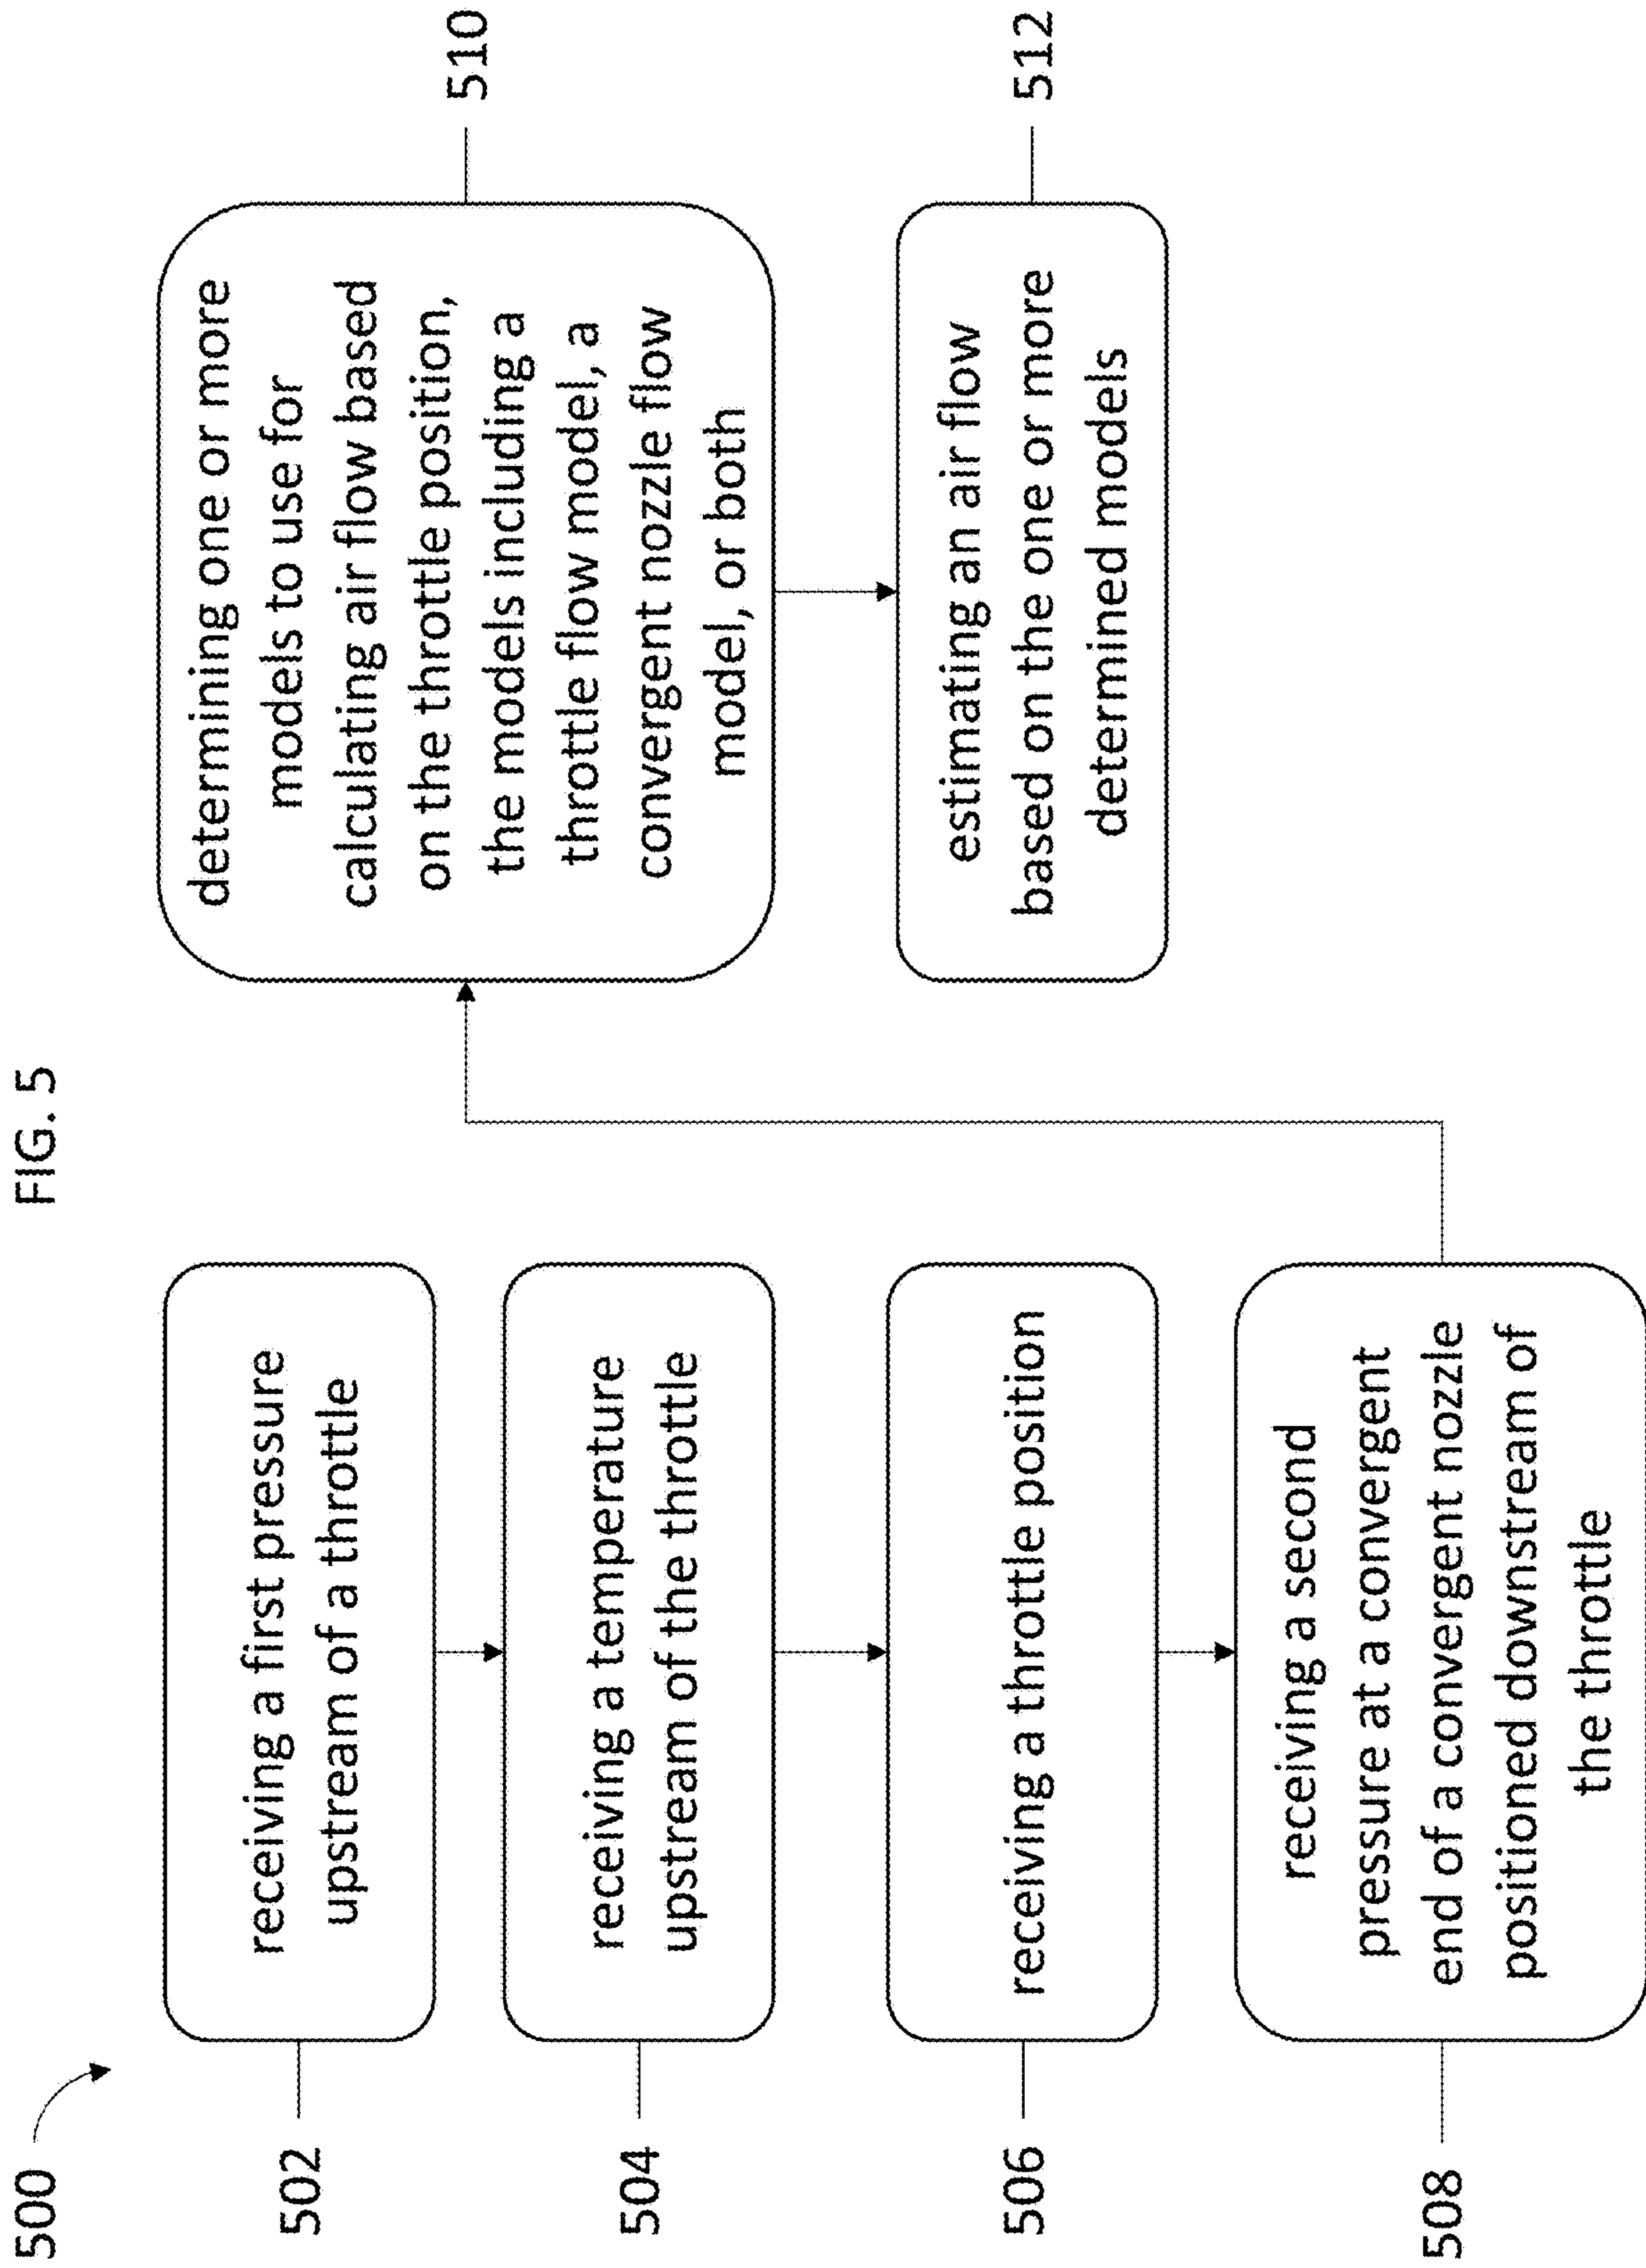 FIG. 5
500
502
receiving a first pressure
upstream of a throttle
504
receiving a temperature
upstream of the throttle
506
receiving a throttle position
508
receiving a second
pressure at a convergent
end of a convergent nozzle
positioned downstream of
the throttle
determining one or more
models to use for
calculating air flow based
on the throttle position,
the models including a
throttle flow model, a
convergent nozzle flow
model, or both
510
estimating an air flow
based on the one or more
determined models
512